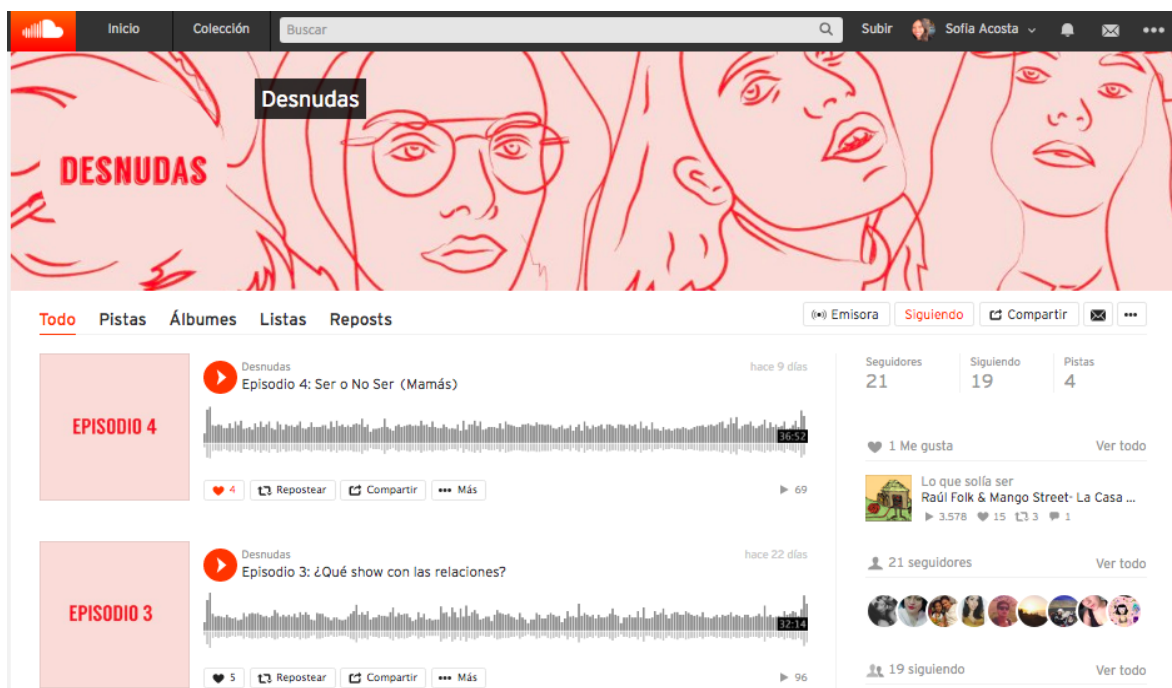 Inicio Colección Buscar Subir Sofia Acosta
Desnudas
DESNUDAS
Todo Pistas Álbumes Listas Reposts Emisora Siguiendo Compartir
EPISODIO 4
Desnudas hace 9 días
Episodio 4: Ser o No Ser (Mamás)
36:52
4 Repostear Compartir Más 69
EPISODIO 3
Desnudas hace 22 días
Episodio 3: ¿Qué show con las relaciones?
32:14
5 Repostear Compartir Más 96
Seguidores Siguiendo Pistas
21 19 4
1 Me gusta Ver todo
Lo que solía ser
Raúl Folk & Mango Street- La Casa ...
3.578 15 3 1
21 seguidores Ver todo
19 siguiendo Ver todo